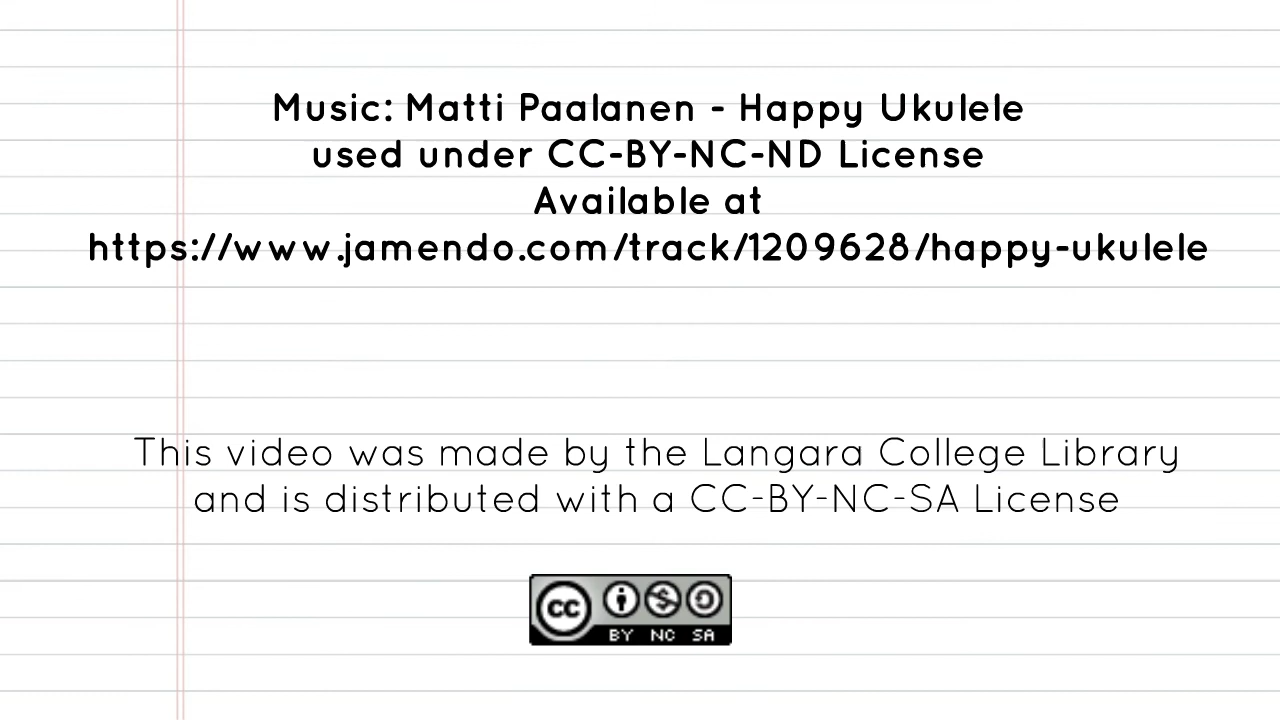 Music: Matti Paalanen - Happy Ukulele
used under CC-BY-NC-ND License
Available at
https://www.jamendo.com/track/1209628/happy-ukulele
This video was made by the Langara College Library
and is distributed with a CC-BY-NC-SA License
cc
BY NC SA